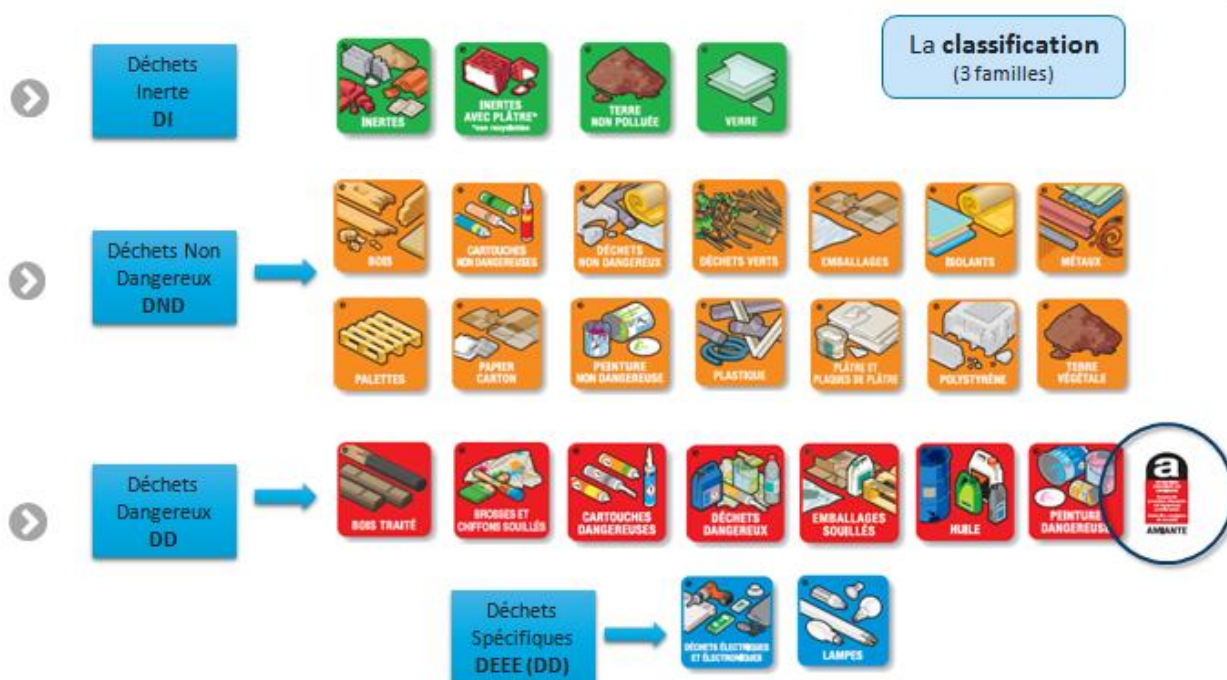 La classification
(3 familles)
Déchets
Inerte
DI
INERTES
INERTES
AVEC PLÂTRE*
*non recyclables
TERRE
NON POLLUÉE
VERRE
Déchets Non
Dangereux
DND
BOIS
CARTOUCHES
NON DANGEREUSES
DÉCHETS
NON DANGEREUX
DÉCHETS VERTS
EMBALLAGES
ISOLANTS
MÉTAUX
PALETTES
PAPIER
CARTON
PEINTURE
NON DANGEREUSE
PLASTIQUE
PLÂTRE ET
PLAQUES DE PLÂTRE
POLYSTYRÈNE
TERRE
VÉGÉTALE
Déchets
Dangereux
DD
BOIS TRAITÉ
BROSSES ET
CHIFFONS SOUILLÉS
CARTOUCHES
DANGEREUSES
DÉCHETS
DANGEREUX
EMBALLAGES
SOUILLÉS
HUILE
PEINTURE
DANGEREUSE
a
AMIANTE
Déchets
Spécifiques
DEEE (DD)
DÉCHETS ÉLECTRIQUES
ET ÉLECTRONIQUES
LAMPES